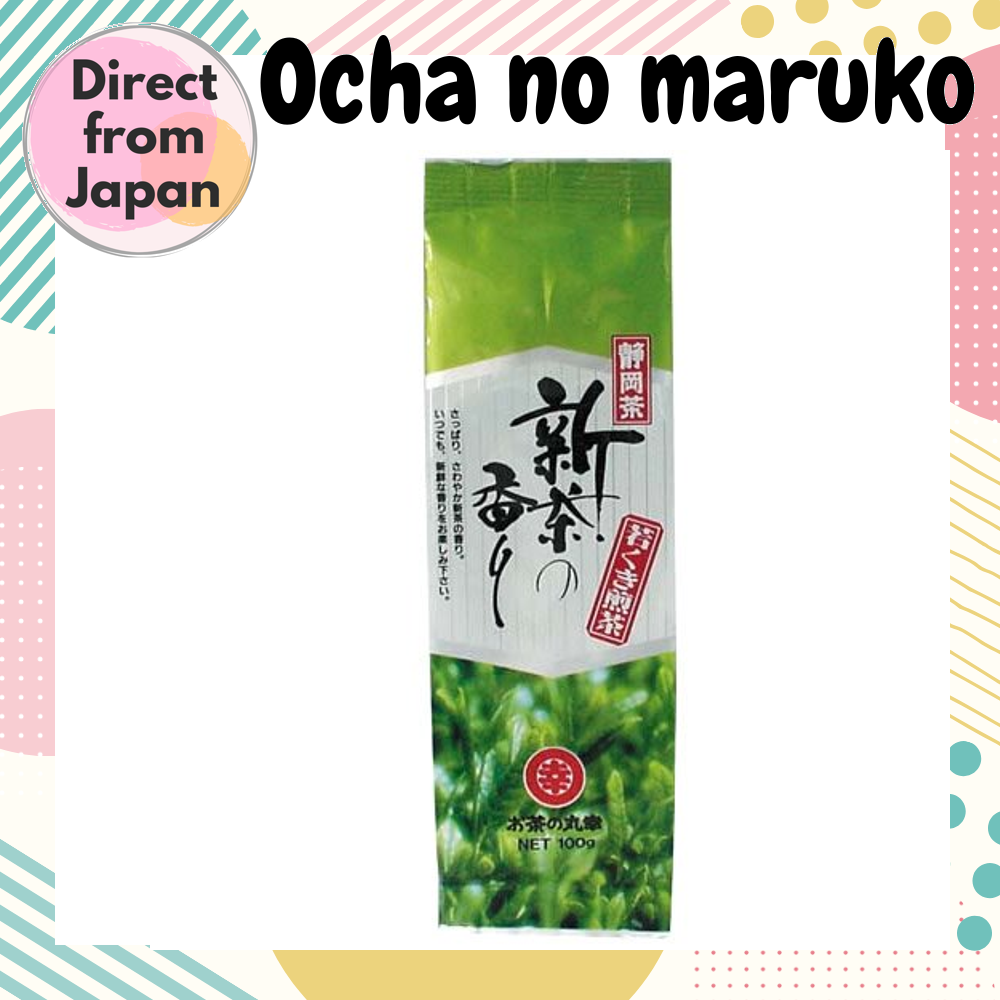 Direct
from
Japan
Ocha no maruko
静岡茶
新茶の
香り
さっぱり、さわやか新茶の香り。
いつでも、新鮮な香りをお楽しみ下さい。
若くき煎茶
幸
お茶の丸幸
NET 100g